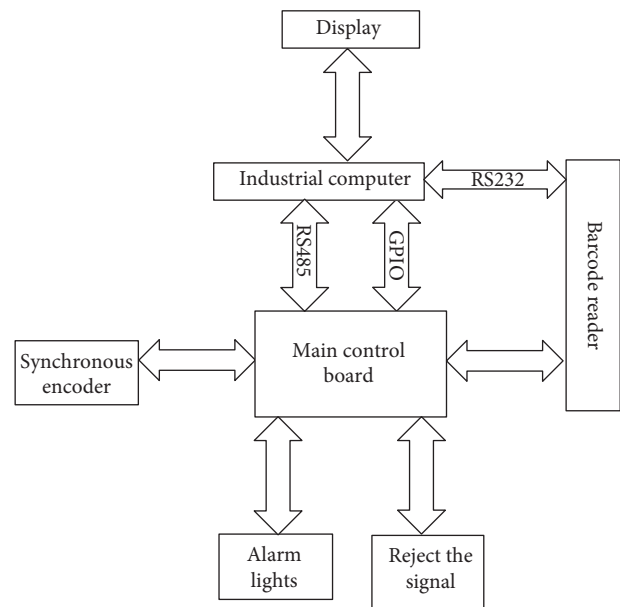 Display
Industrial computer
RS232
Barcode reader
RS485
GPIO
Main control
board
Synchronous
encoder
Alarm
lights
Reject the
signal